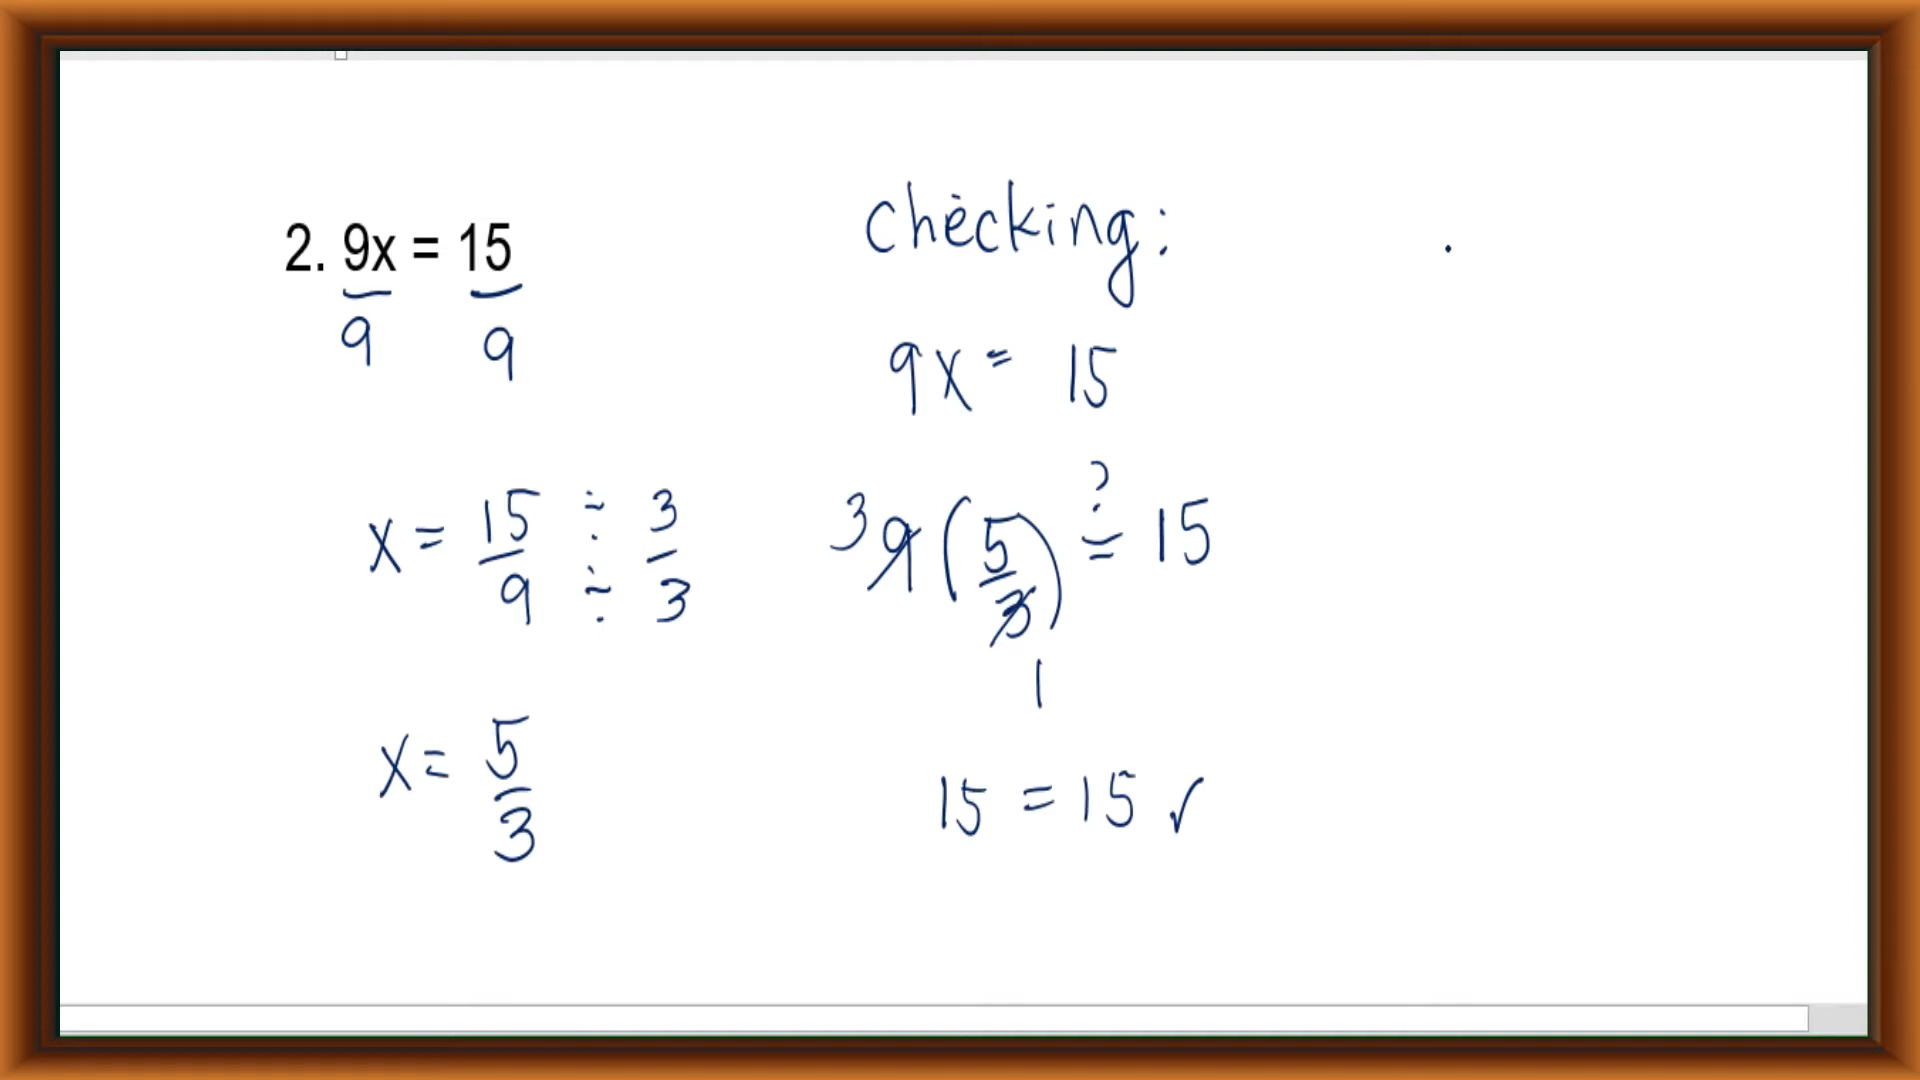 2. 9x = 15
9 9
x = 15/9 ÷ 3/3
x = 5/3
Checking:
9x = 15
3 9(5/3) ≟ 15
1
15 = 15 ✓